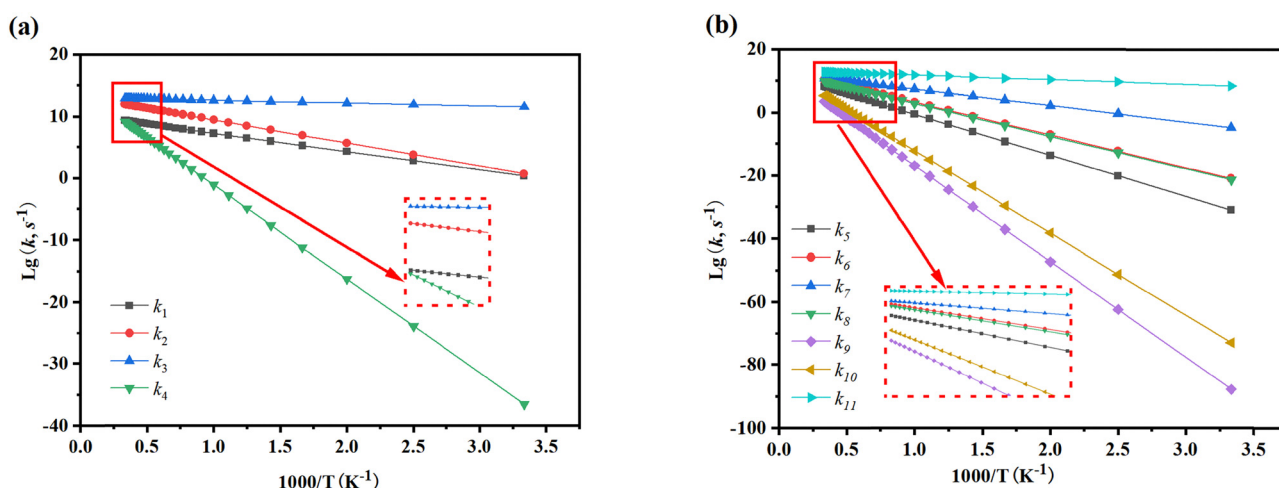 (a)
20
10
0
-10
-20
-30
-40
Lg (k, s⁻¹)
k₁
k₂
k₃
k₄
0.0 0.5 1.0 1.5 2.0 2.5 3.0 3.5
1000/T (K⁻¹)
(b)
20
0
-20
-40
-60
-80
-100
Lg (k, s⁻¹)
k₅
k₆
k₇
k₈
k₉
k₁₀
k₁₁
0.0 0.5 1.0 1.5 2.0 2.5 3.0 3.5
1000/T (K⁻¹)